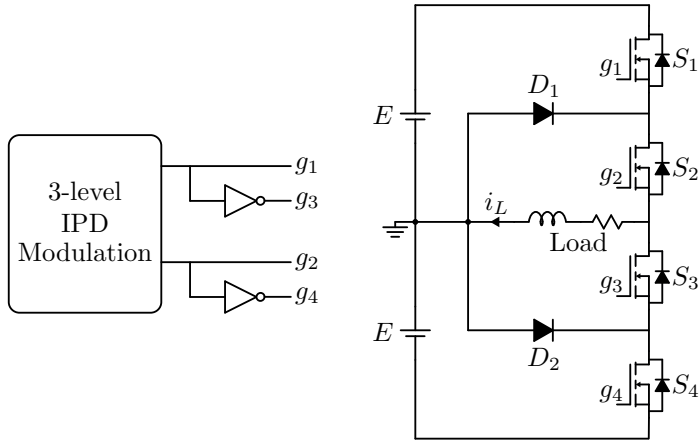 3-level
IPD
Modulation
g1
g3
g2
g4
E
E
D1
D2
iL
Load
g1
S1
g2
S2
g3
S3
g4
S4